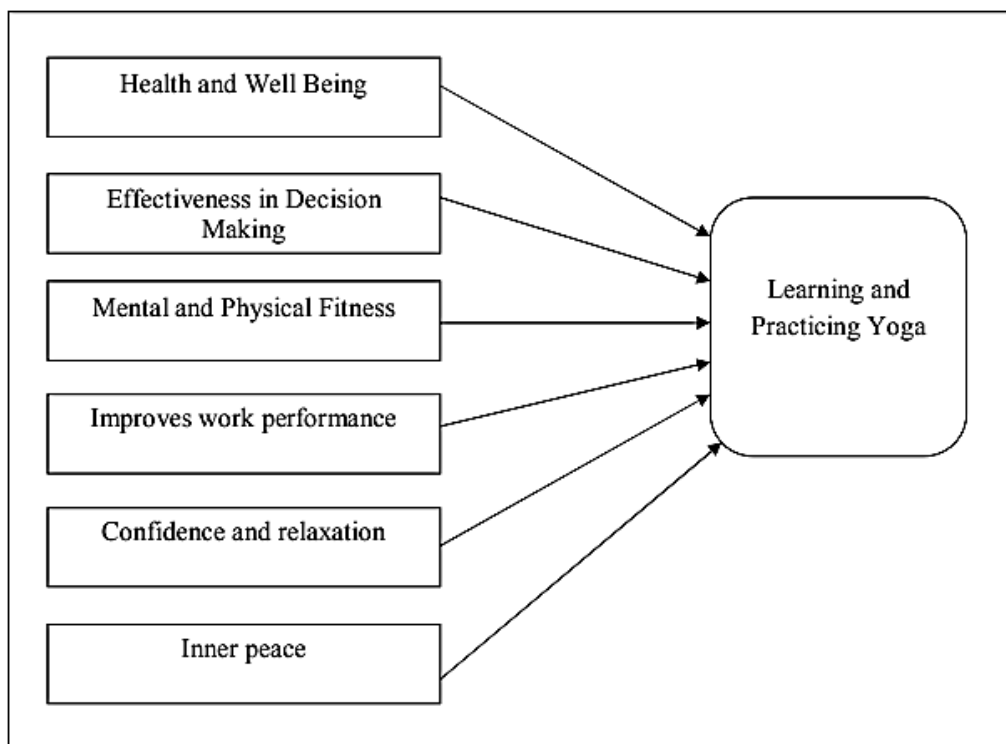 Health and Well Being
Effectiveness in Decision
Making
Mental and Physical Fitness
Improves work performance
Confidence and relaxation
Inner peace
Learning and
Practicing Yoga